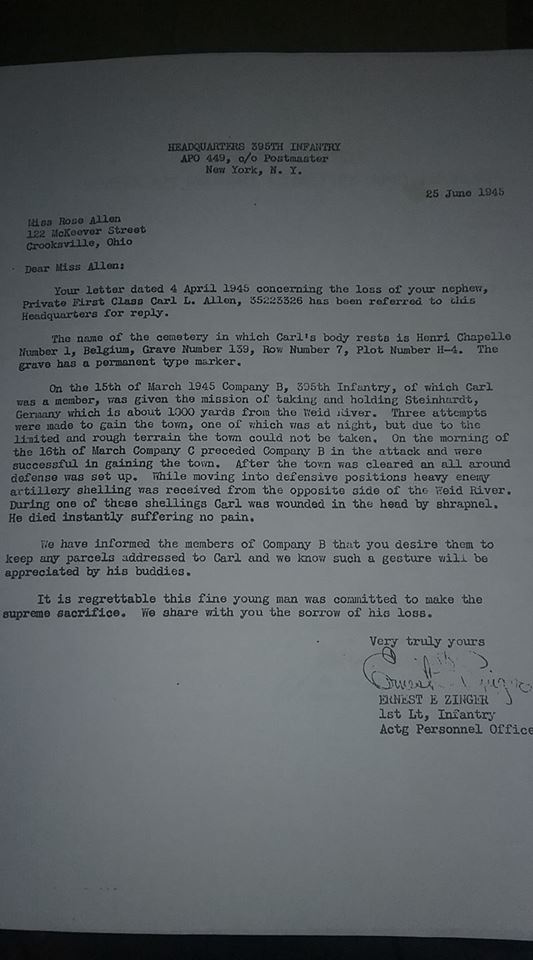 HEADQUARTERS 395TH INFANTRY
APO 449, c/o Postmaster
New York, N. Y.
25 June 1945
Miss Rose Allen
122 McKeever Street
Crooksville, Ohio
Dear Miss Allen:
Your letter dated 4 April 1945 concerning the loss of your nephew,
Private First Class Carl L. Allen, 35223326 has been referred to this
Headquarters for reply.
The name of the cemetery in which Carl's body rests is Henri Chapelle
Number 1, Belgium, Grave Number 139, Row Number 7, Plot Number H-4. The
grave has a permanent type marker.
On the 15th of March 1945 Company B, 395th Infantry, of which Carl
was a member, was given the mission of taking and holding Steinhardt,
Germany which is about 1000 yards from the Weid River. Three attempts
were made to gain the town, one of which was at night, but due to the
limited and rough terrain the town could not be taken. On the morning of
the 16th of March Company C preceded Company B in the attack and were
successful in gaining the town. After the town was cleared an all around
defense was set up. While moving into defensive positions heavy enemy
artillery shelling was received from the opposite side of the Weid River.
During one of these shellings Carl was wounded in the head by shrapnel.
He died instantly suffering no pain.
We have informed the members of Company B that you desire them to
keep any parcels addressed to Carl and we know such a gesture will be
appreciated by his buddies.
It is regrettable this fine young man was committed to make the
supreme sacrifice. We share with you the sorrow of his loss.
Very truly yours
ERNEST E ZINGER
1st Lt, Infantry
Actg Personnel Office